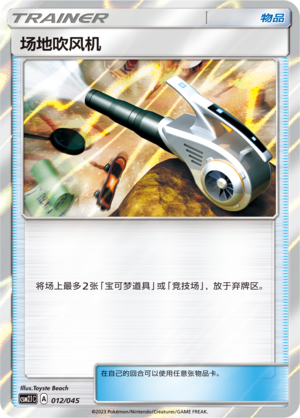 TRAINER
物品
场地吹风机
将场上最多2张「宝可梦道具」或「竞技场」、放于弃牌区。
在自己的回合可以使用任意张物品卡。
Illus.Toyste Beach
CSM2c C A 012/045
©2023 Pokémon/Nintendo/Creatures/GAME FREAK.